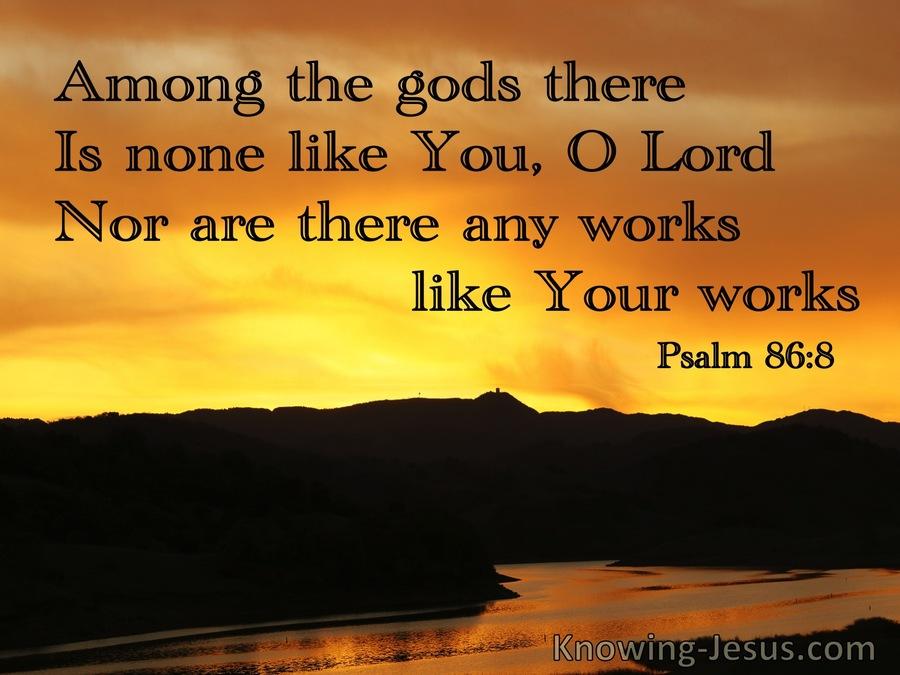 Among the gods there
Is none like You, O Lord
Nor are there any works
like Your works
Psalm 86:8
Knowing-Jesus.com